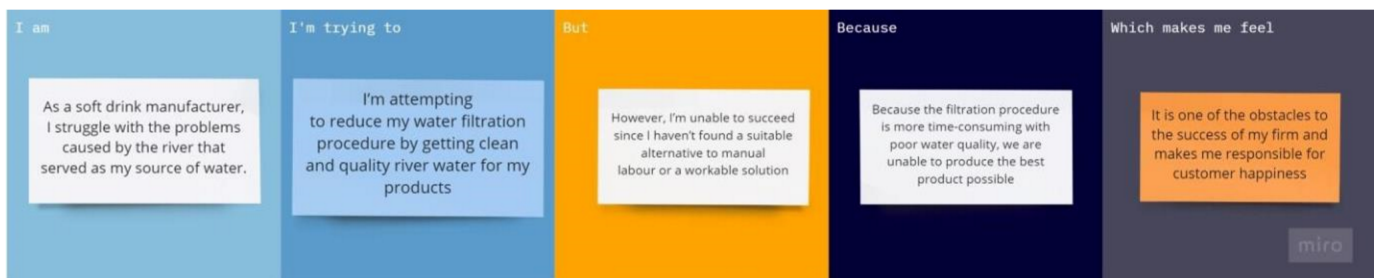 I am
As a soft drink manufacturer,
I struggle with the problems
caused by the river that
served as my source of water.
I'm trying to
I'm attempting
to reduce my water filtration
procedure by getting clean
and quality river water for my
products
But
However, I'm unable to succeed
since I haven't found a suitable
alternative to manual
labour or a workable solution
Because
Because the filtration procedure
is more time-consuming with
poor water quality, we are
unable to produce the best
product possible
Which makes me feel
It is one of the obstacles to
the success of my firm and
makes me responsible for
customer happiness
miro